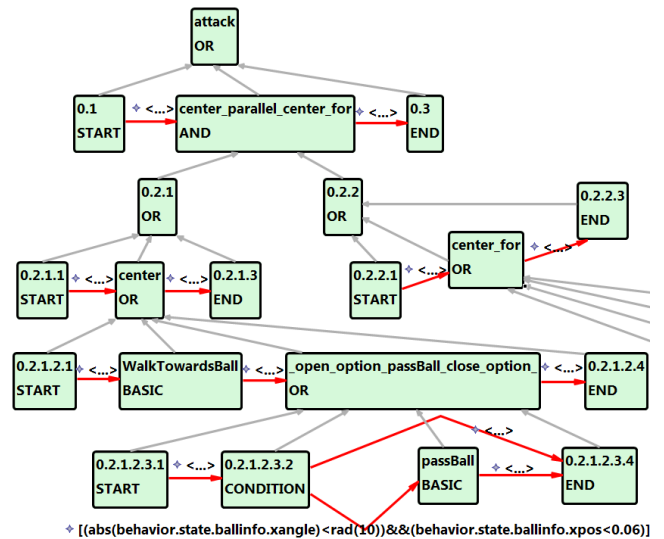 attack
OR
0.1
START
✧ <...>
center_parallel_center_for
AND
✧ <...>
0.3
END
0.2.1
OR
0.2.2
OR
0.2.2.3
END
0.2.1.1
START
✧ <...>
center
OR
✧ <...>
0.2.1.3
END
0.2.2.1
START
✧ <...>
center_for
OR
✧ <...>
0.2.1.2.1
START
✧ <...>
WalkTowardsBall
BASIC
✧ <...>
_open_option_passBall_close_option_
OR
✧ <...>
0.2.1.2.4
END
0.2.1.2.3.1
START
✧ <...>
0.2.1.2.3.2
CONDITION
✧ <...>
passBall
BASIC
✧ <...>
0.2.1.2.3.4
END
✧ [(abs(behavior.state.ballinfo.xangle)<rad(10))&&(behavior.state.ballinfo.xpos<0.06)]